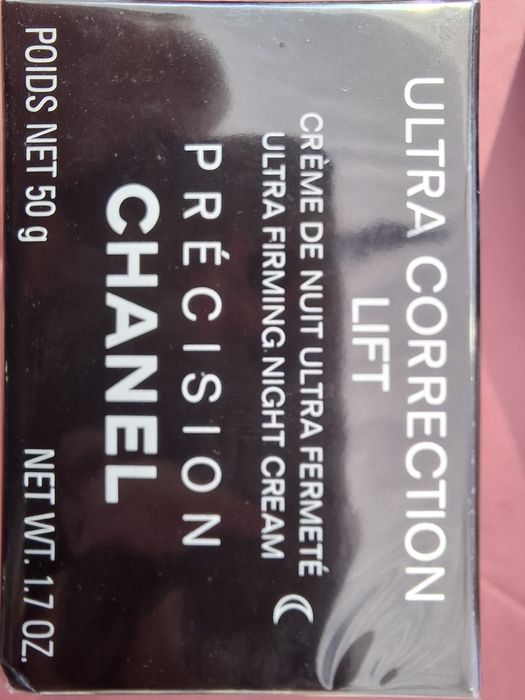 ULTRA CORRECTION
LIFT
CRÈME DE NUIT ULTRA FERMETÉ
ULTRA FIRMING NIGHT CREAM
PRÉCISION
CHANEL
POIDS NET 50 g NET WT. 1.7 OZ.